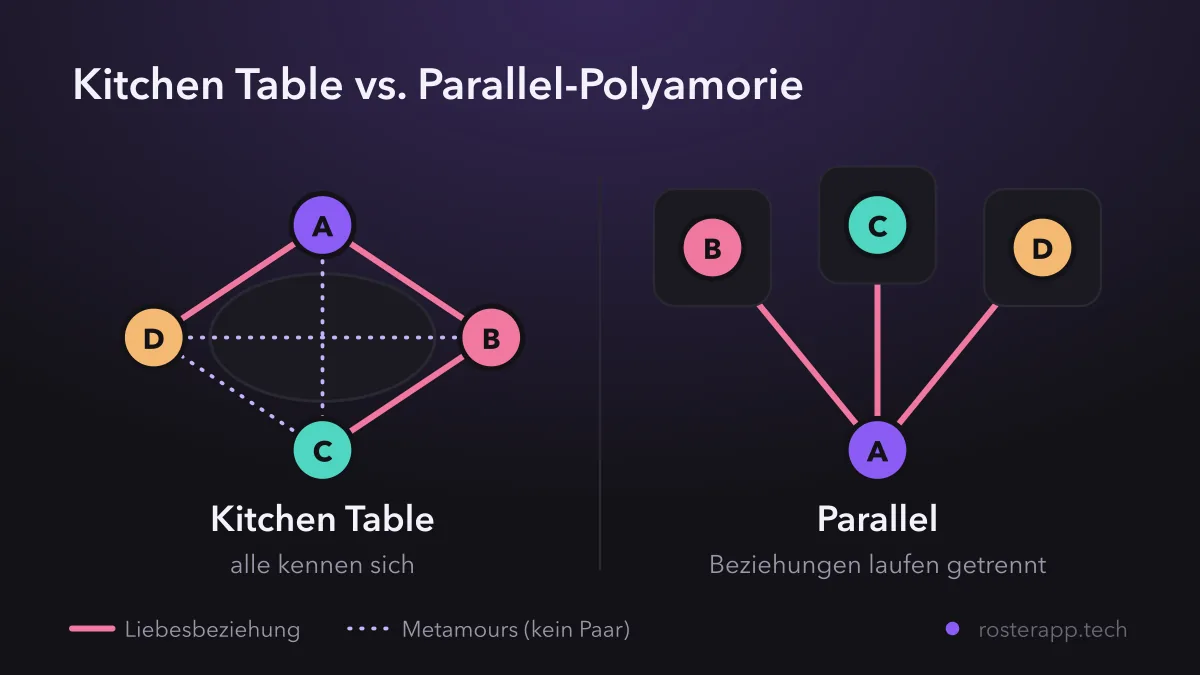 Kitchen Table vs. Parallel-Polyamorie
A
D
B
C
Kitchen Table
alle kennen sich
B
C
D
A
Parallel
Beziehungen laufen getrennt
Liebesbeziehung
Metamours (kein Paar)
rosterapp.tech